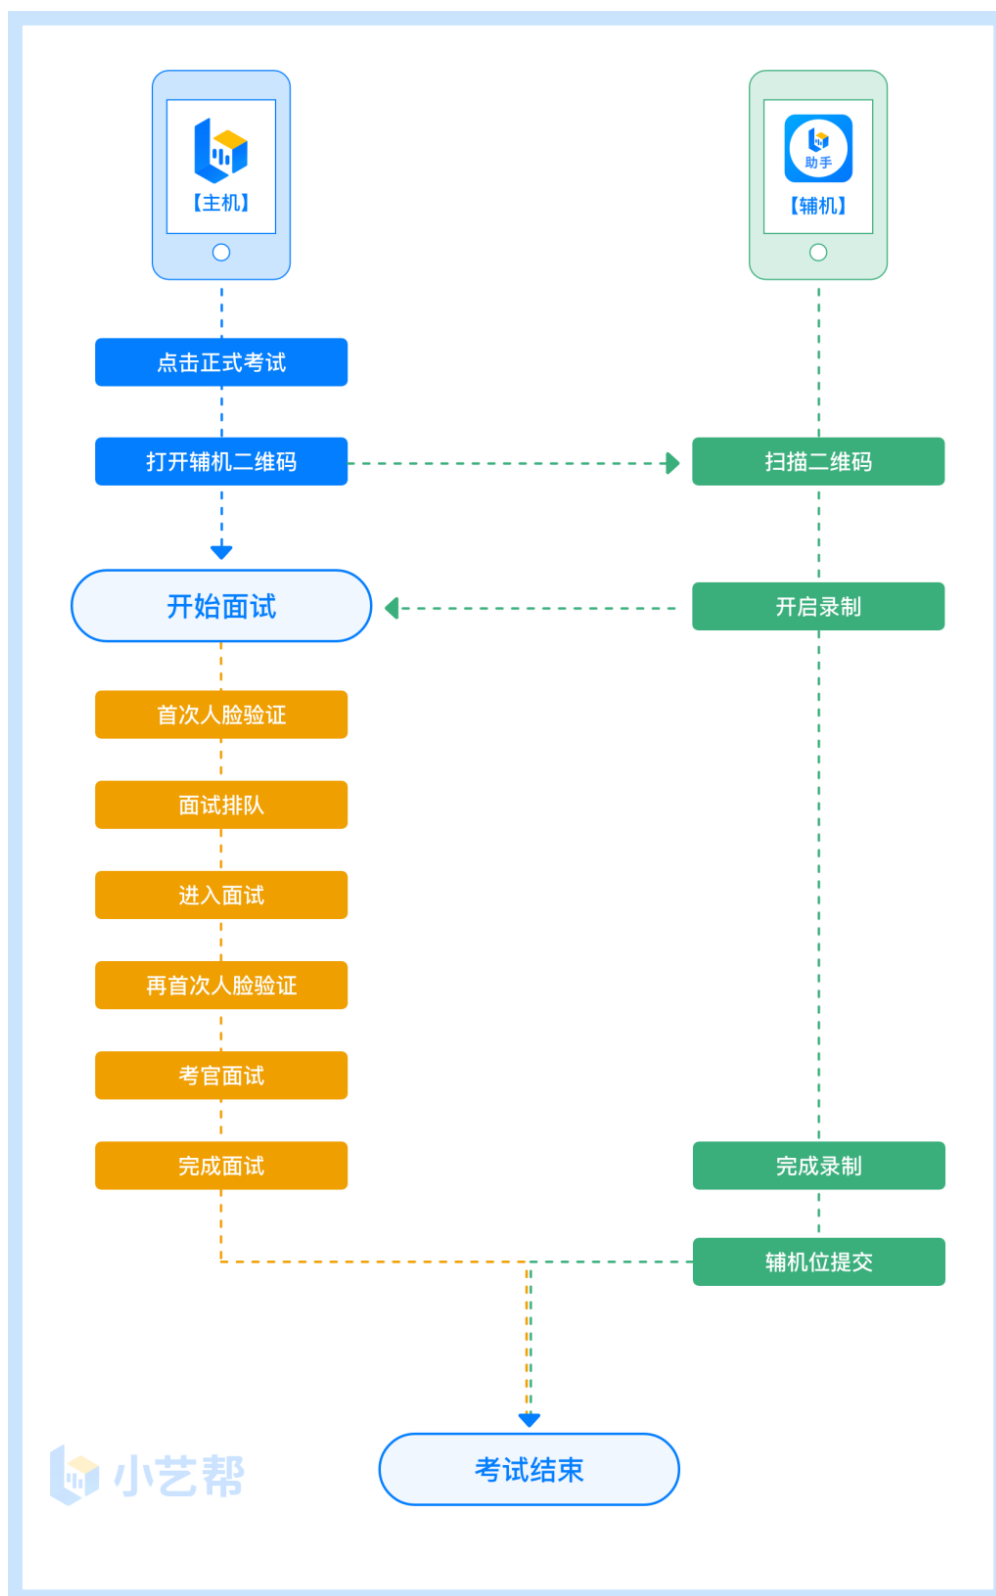 【主机】
助手
【辅机】
点击正式考试
打开辅机二维码
扫描二维码
开始面试
开启录制
首次人脸验证
面试排队
进入面试
再首次人脸验证
考官面试
完成面试
完成录制
辅机位提交
考试结束
小艺帮